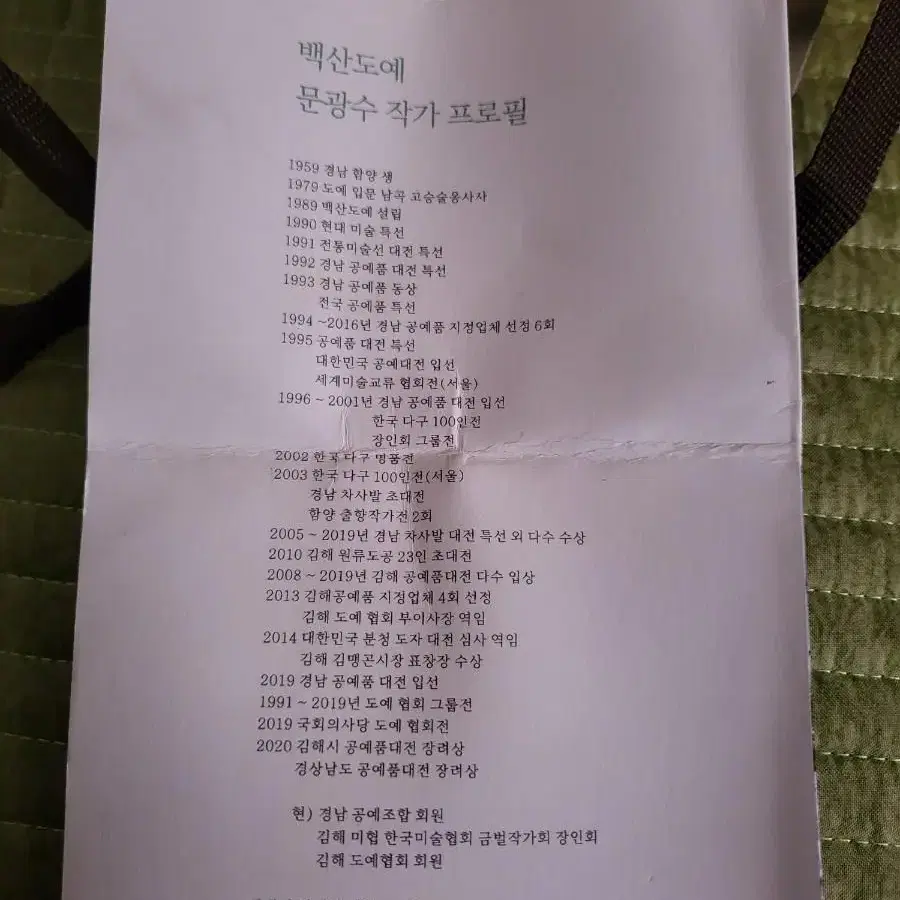 백산도예
문광수 작가 프로필
1959 경남 함양 생
1979 도예 입문 남곡 고승술옹사사
1989 백산도예 설립
1990 현대 미술 특선
1991 전통미술선 대전 특선
1992 경남 공예품 대전 특선
1993 경남 공예품 동상
전국 공예품 특선
1994 ~2016년 경남 공예품 지정업체 선정 6회
1995 공예품 대전 특선
대한민국 공예대전 입선
세계미술교류 협회전(서울)
1996 ~ 2001년 경남 공예품 대전 입선
한국 다구 100인전
장인회 그룹전
2002 한국 다구 명품전
2003 한국 다구 100인전(서울)
경남 차사발 초대전
함양 출향작가전 2회
2005 ~ 2019년 경남 차사발 대전 특선 외 다수 수상
2010 김해 원류도공 23인 초대전
2008 ~ 2019년 김해 공예품대전 다수 입상
2013 김해공예품 지정업체 4회 선정
김해 도예 협회 부이사장 역임
2014 대한민국 분청 도자 대전 심사 역임
김해 김맹곤시장 표창장 수상
2019 경남 공예품 대전 입선
1991 ~ 2019년 도예 협회 그룹전
2019 국회의사당 도예 협회전
2020 김해시 공예품대전 장려상
경상남도 공예품대전 장려상
현) 경남 공예조합 회원
김해 미협 한국미술협회 금벌작가회 장인회
김해 도예협회 회원